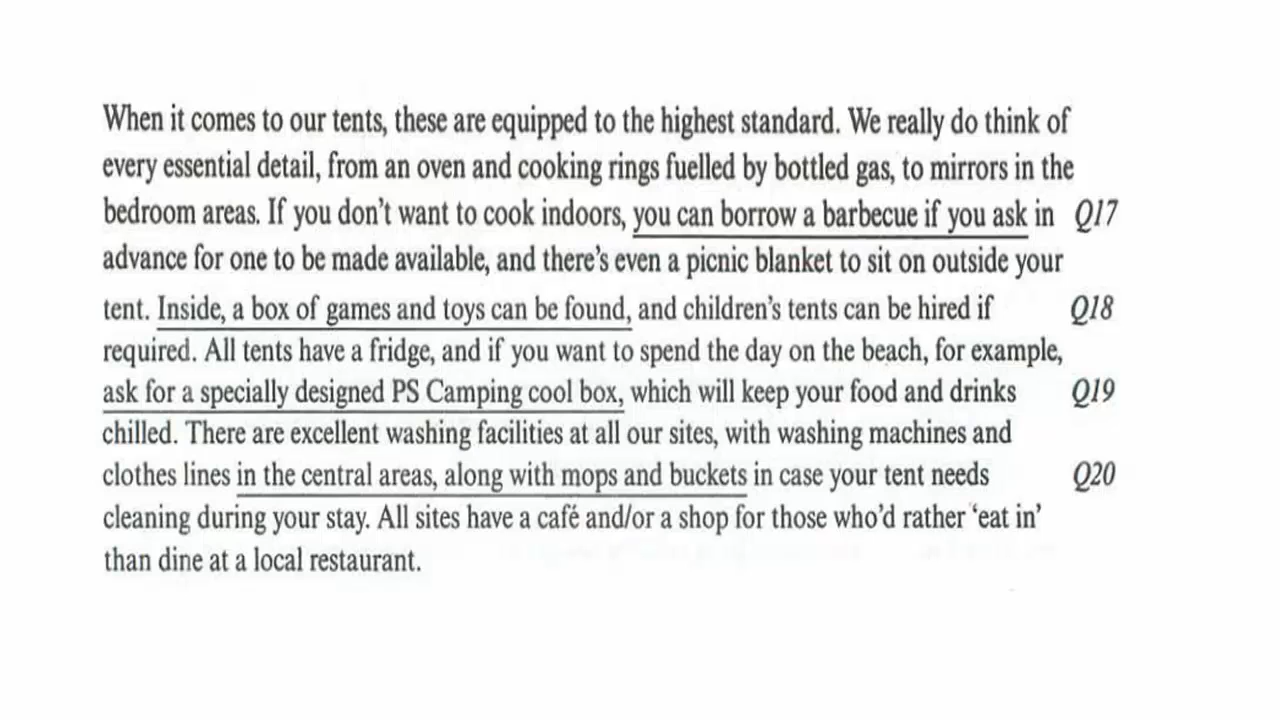 When it comes to our tents, these are equipped to the highest standard. We really do think of
every essential detail, from an oven and cooking rings fuelled by bottled gas, to mirrors in the
bedroom areas. If you don't want to cook indoors, you can borrow a barbecue if you ask in Q17
advance for one to be made available, and there's even a picnic blanket to sit on outside your
tent. Inside, a box of games and toys can be found, and children's tents can be hired if Q18
required. All tents have a fridge, and if you want to spend the day on the beach, for example,
ask for a specially designed PS Camping cool box, which will keep your food and drinks Q19
chilled. There are excellent washing facilities at all our sites, with washing machines and
clothes lines in the central areas, along with mops and buckets in case your tent needs Q20
cleaning during your stay. All sites have a café and/or a shop for those who'd rather 'eat in'
than dine at a local restaurant.